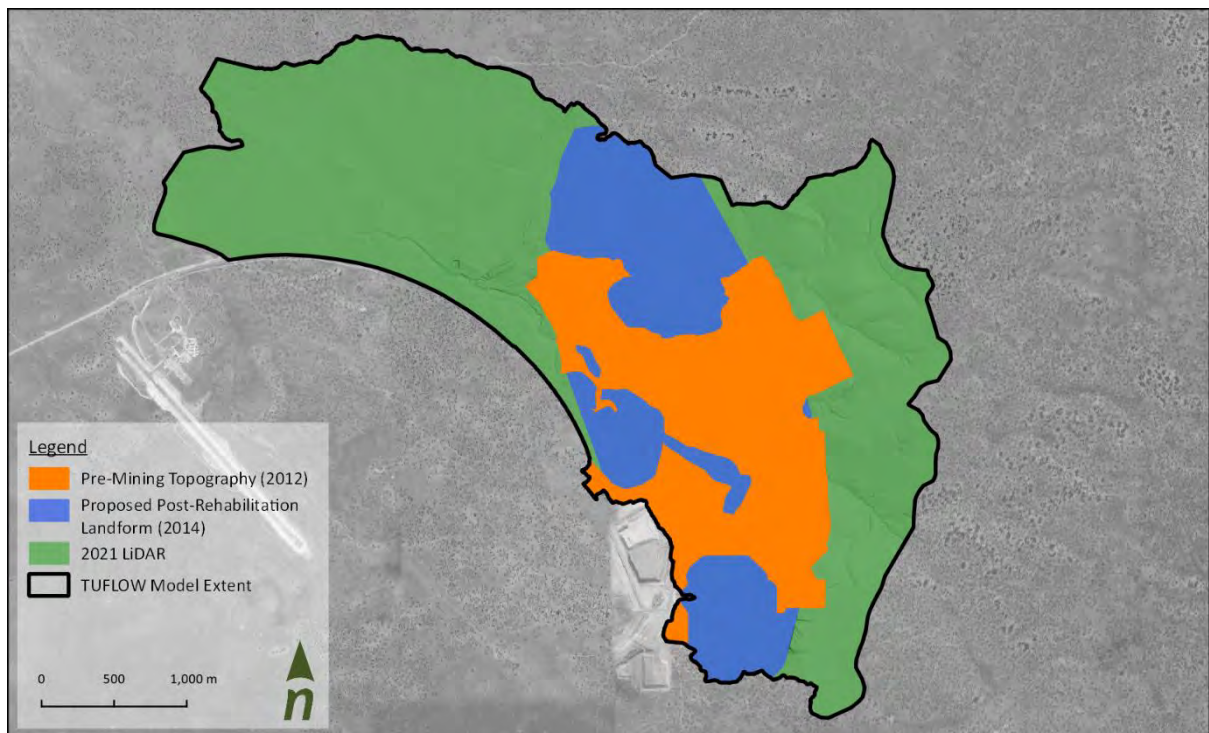 Legend
Pre-Mining Topography (2012)
Proposed Post-Rehabilitation
Landform (2014)
2021 LiDAR
TUFLOW Model Extent
0 500 1,000 m
n